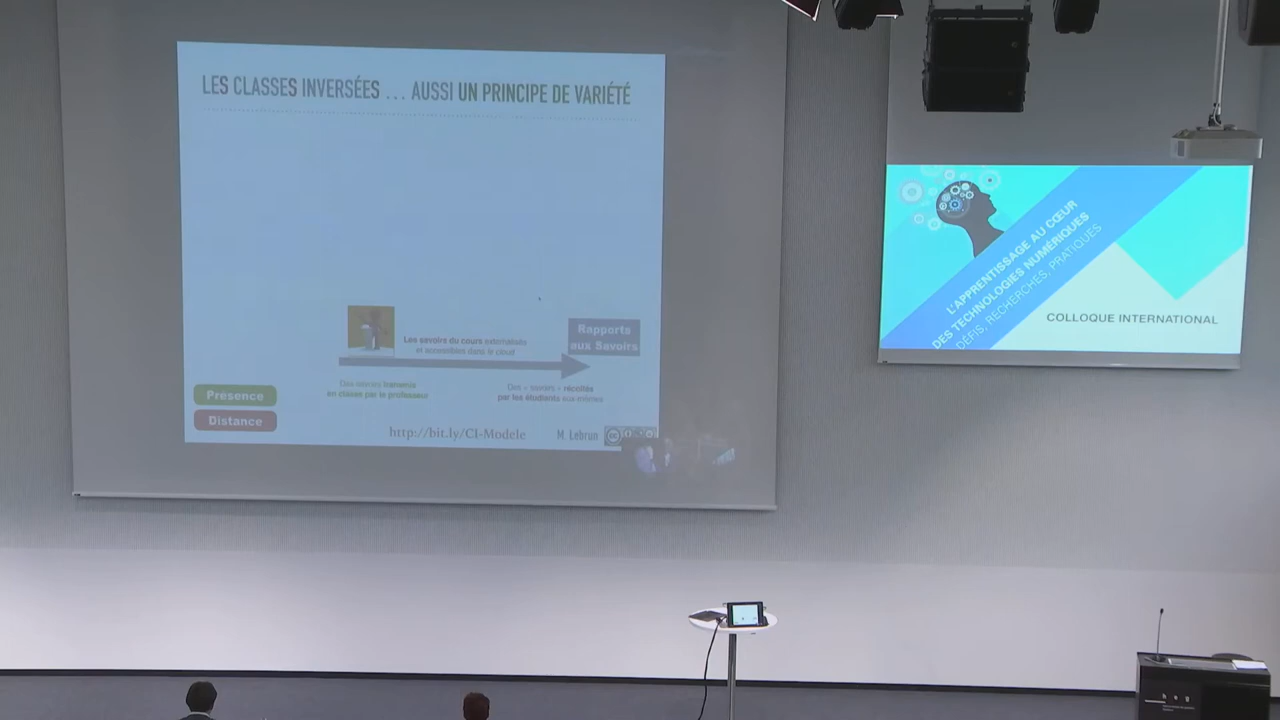 LES CLASSES INVERSÉES ... AUSSI UN PRINCIPE DE VARIÉTÉ
Les savoirs du cours externalisés
et accessibles dans le cloud
Rapports
aux Savoirs
Des savoirs transmis
en classe par le professeur
Des « savoirs » récoltés
par les étudiants eux-mêmes
Présence
Distance
http://bit.ly/CI-Modele
M. Lebrun
L'APPRENTISSAGE AU CŒUR
DES TECHNOLOGIES NUMÉRIQUES
DÉFIS, RECHERCHES, PRATIQUES
COLLOQUE INTERNATIONAL